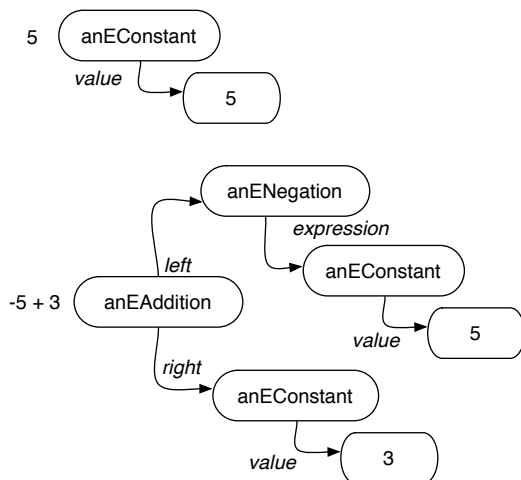 5 anEConstant
value
5
anENegation
expression
left
anEConstant
-5 + 3 anEAddition
5
value
right
anEConstant
value
3